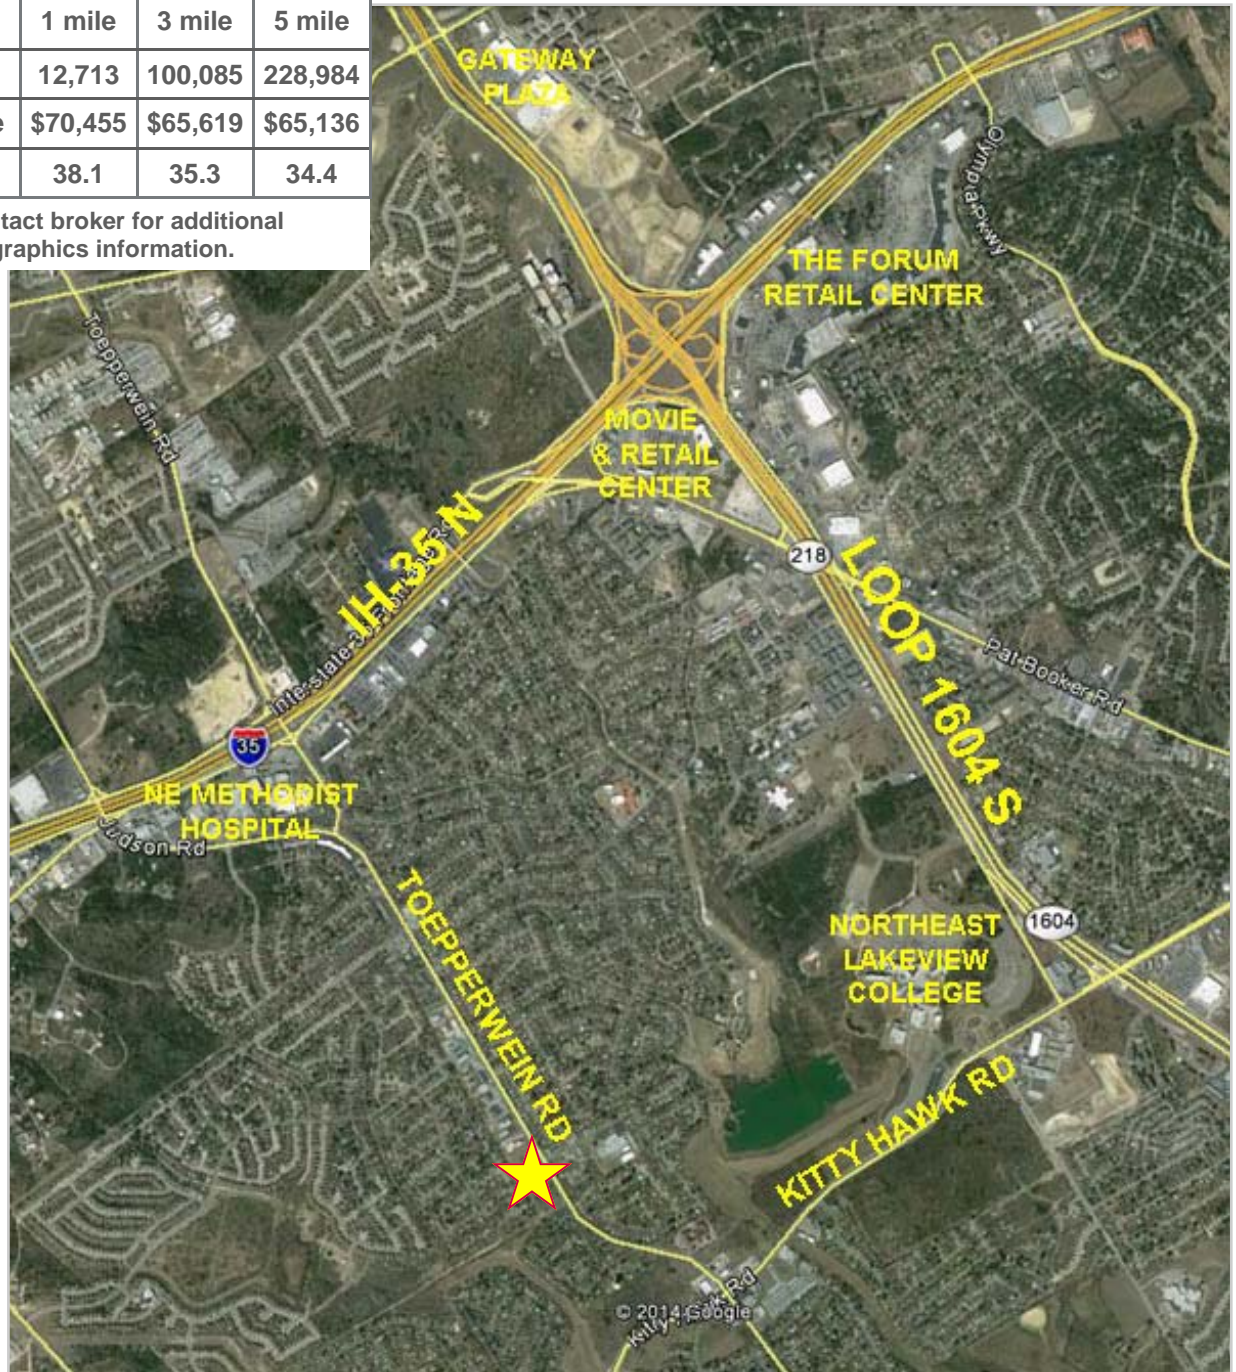 1 mile 3 mile 5 mile
12,713 100,085 228,984
e $70,455 $65,619 $65,136
38.1 35.3 34.4
tact broker for additional
graphics information.
GATEWAY
PLAZA
Olympia Pkwy
THE FORUM
RETAIL CENTER
Toepperwein Rd
MOVIE
& RETAIL
CENTER
IH-35 N
218
LOOP 1604 S
Pat Booker Rd
35
NE METHODIST
HOSPITAL
Judson Rd
TOEPPERWEIN RD
1604
NORTHEAST
LAKEVIEW
COLLEGE
KITTY HAWK RD
© 2014 Google
Kitty Hawk Rd